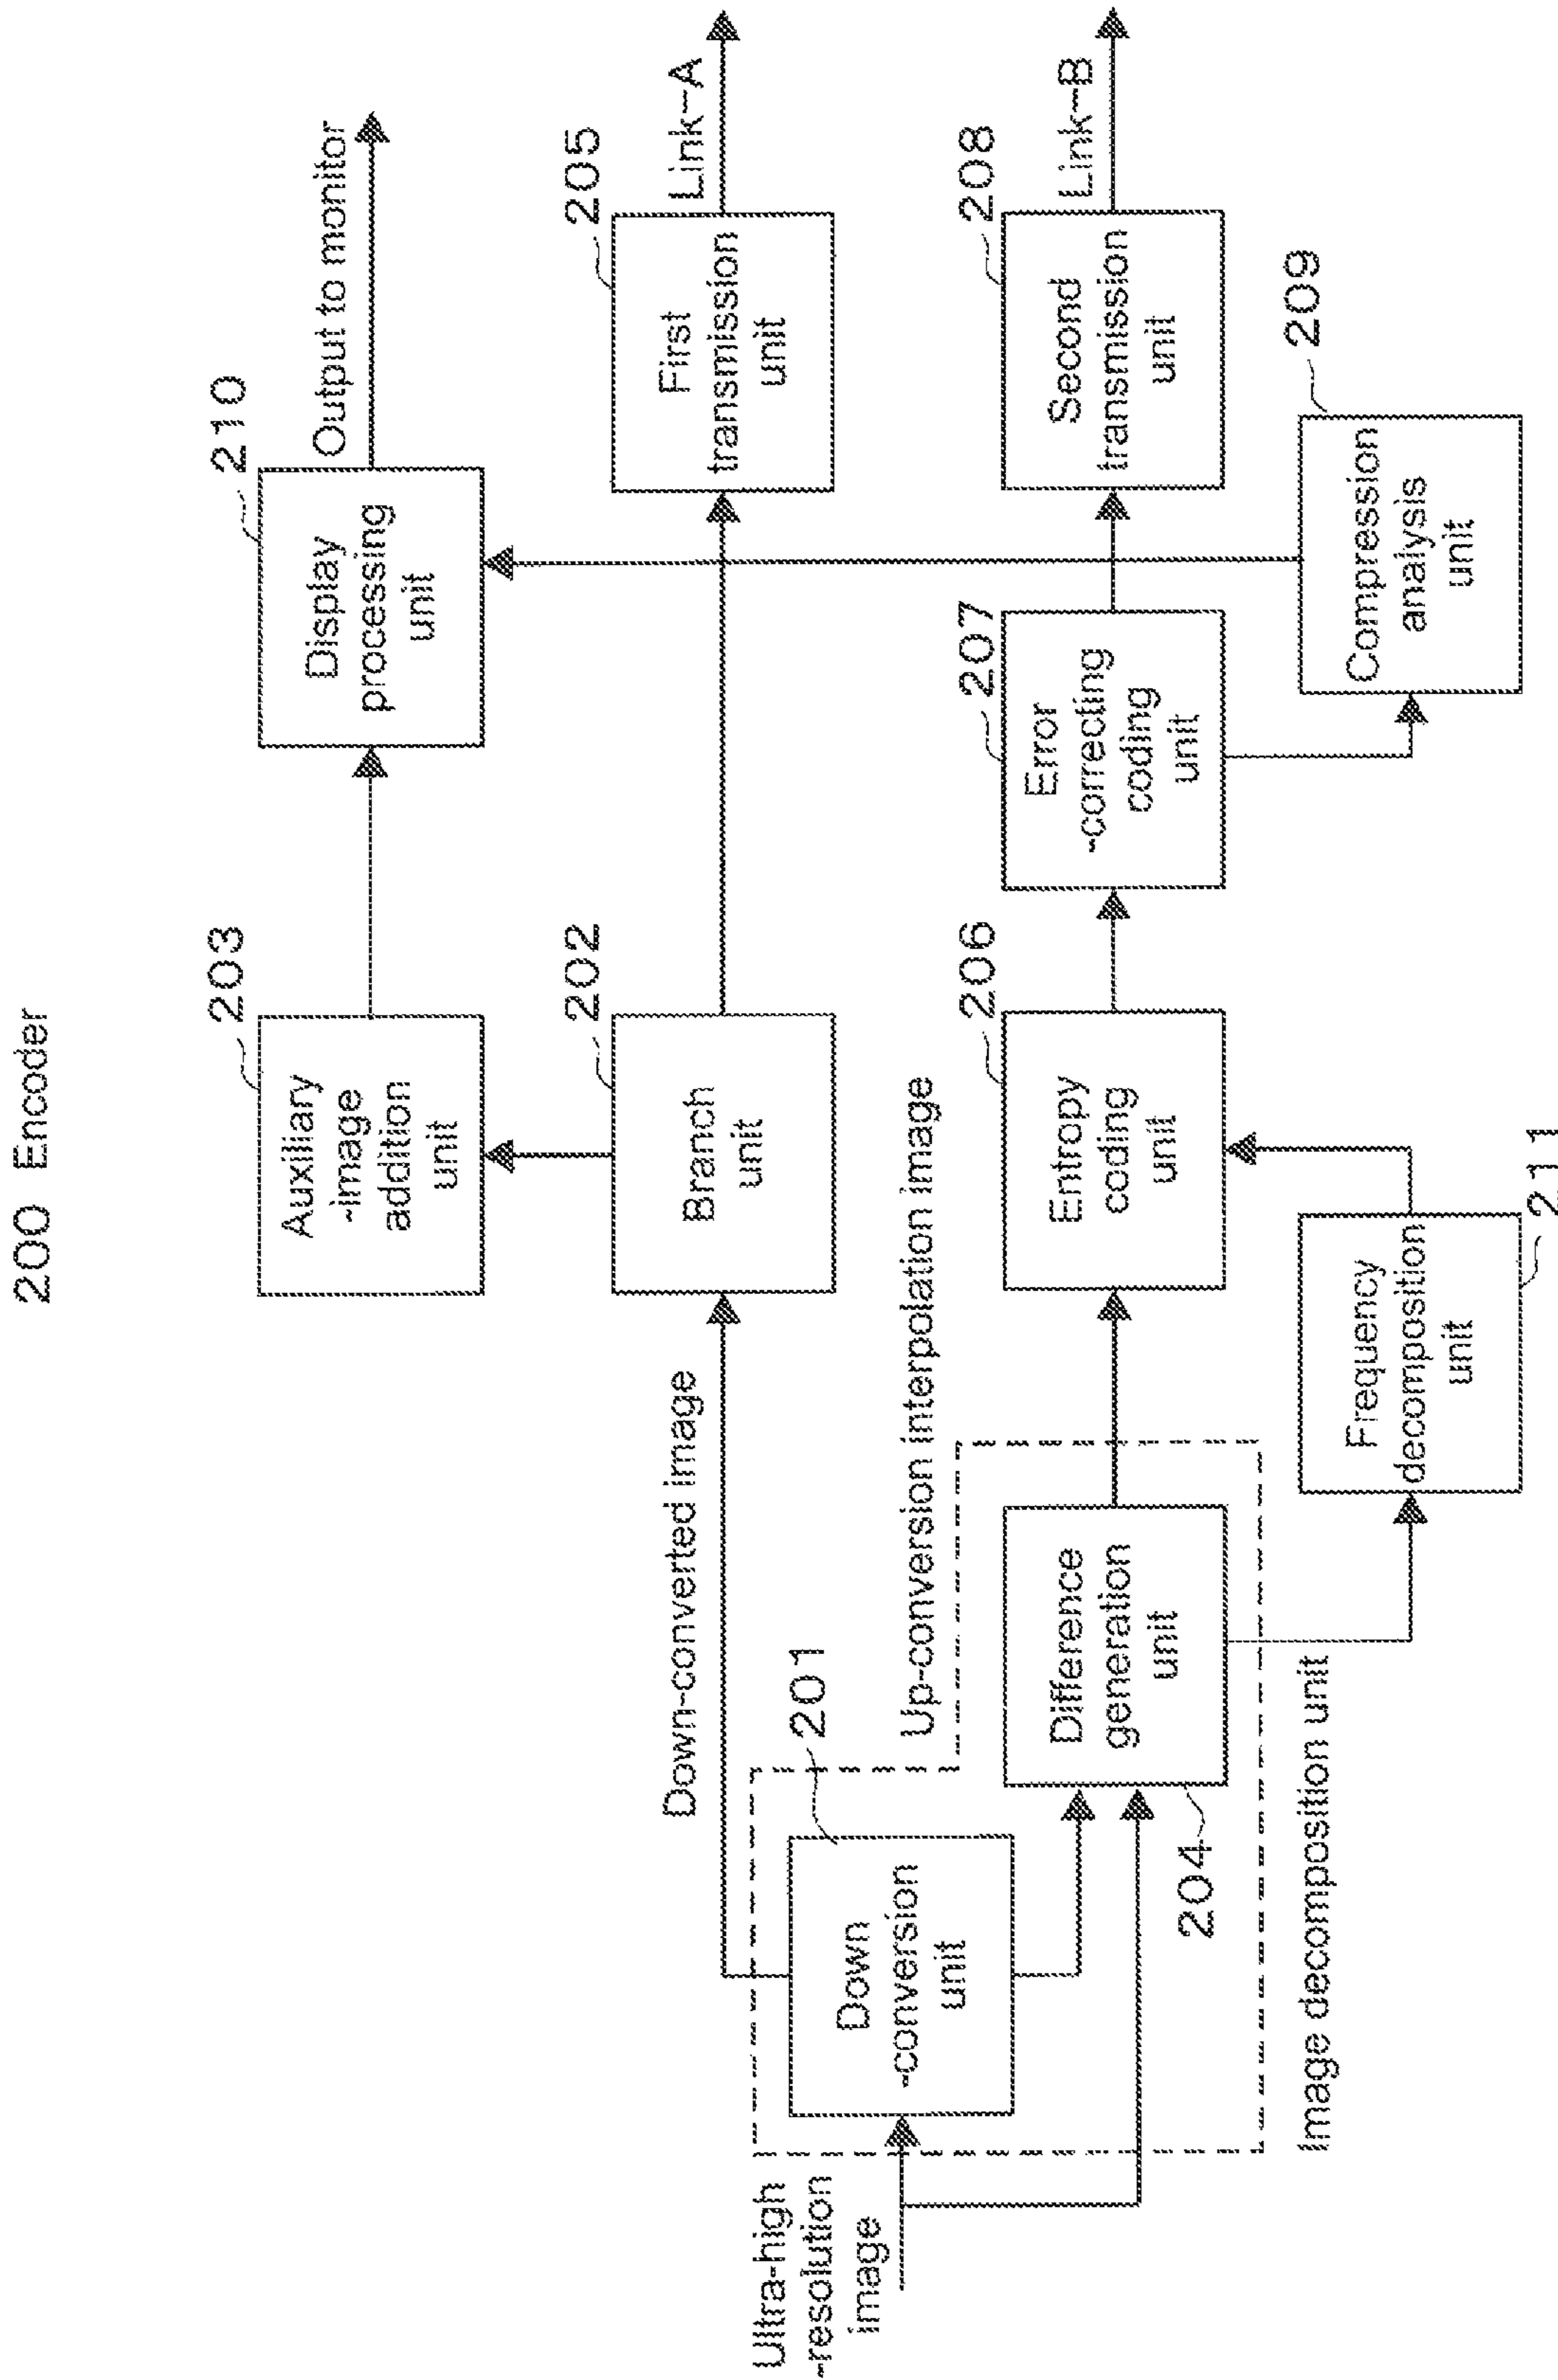 200 Encoder
Ultra-high
-resolution
image
201
Down
-conversion
unit
Down-converted image
202
Branch
unit
203
Auxiliary
-image
addition
unit
210
Display
processing
unit
Output to monitor
205
First
transmission
unit
Link-A
204
Difference
generation
unit
Up-conversion interpolation image
Image decomposition unit
206
Entropy
coding
unit
207
Error
-correcting
coding
unit
208
Second
transmission
unit
Link-B
209
Compression
analysis
unit
Frequency
decomposition
unit
211